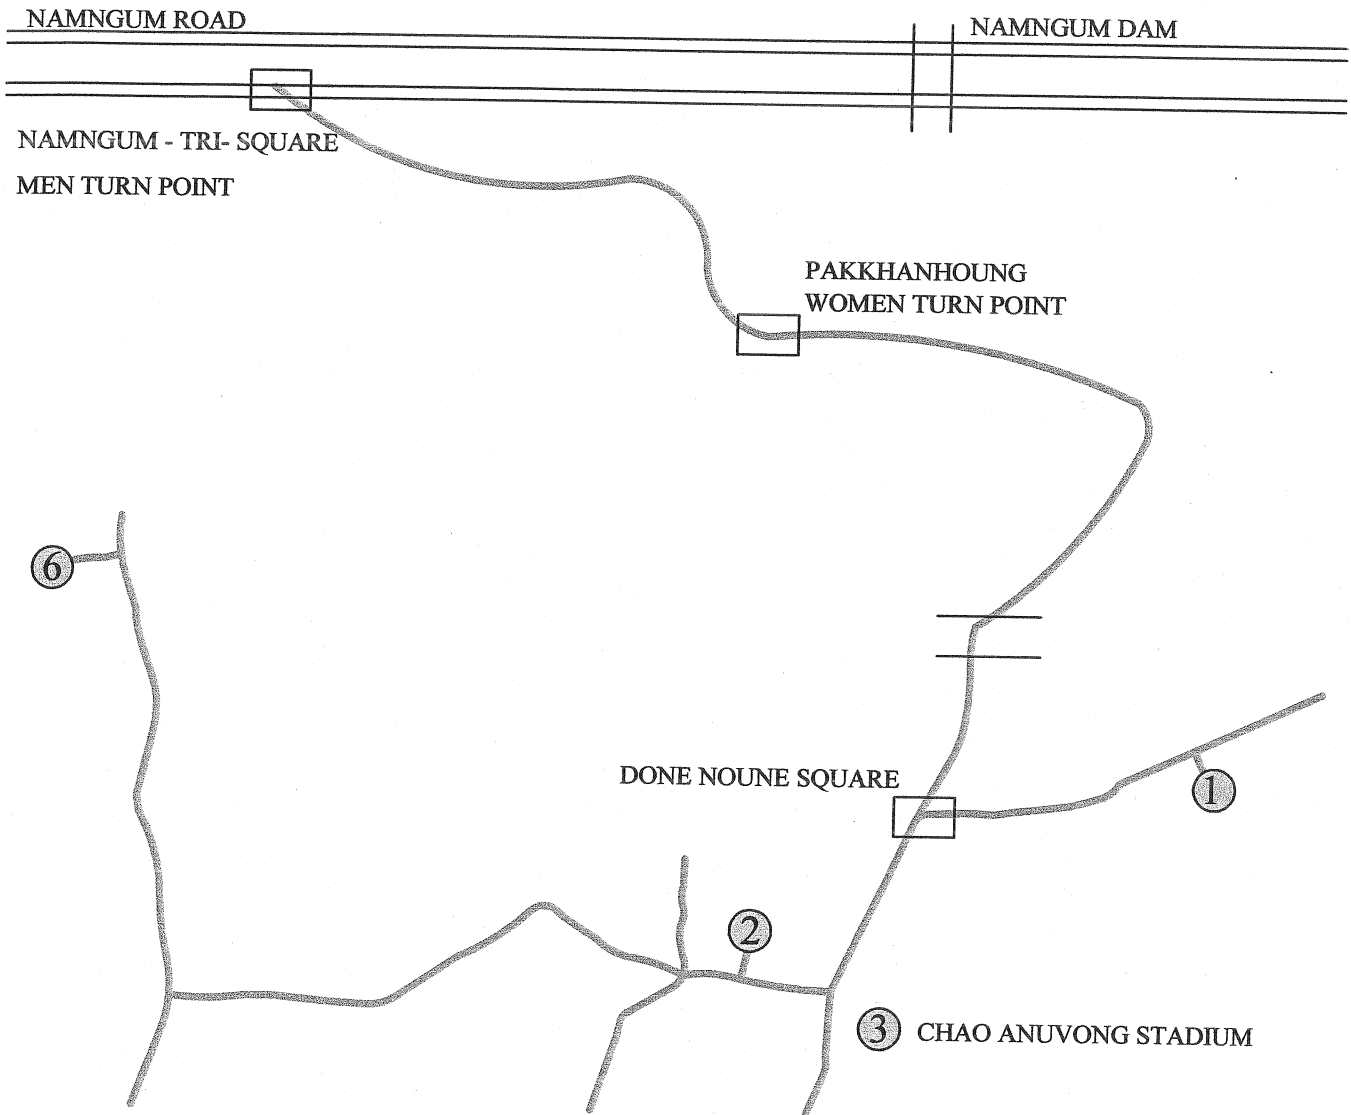 NAMNGUM ROAD
NAMNGUM DAM
NAMNGUM - TRI- SQUARE
MEN TURN POINT
PAKKHANHOUNG
WOMEN TURN POINT
6
DONE NOUNE SQUARE
1
2
3 CHAO ANUVONG STADIUM